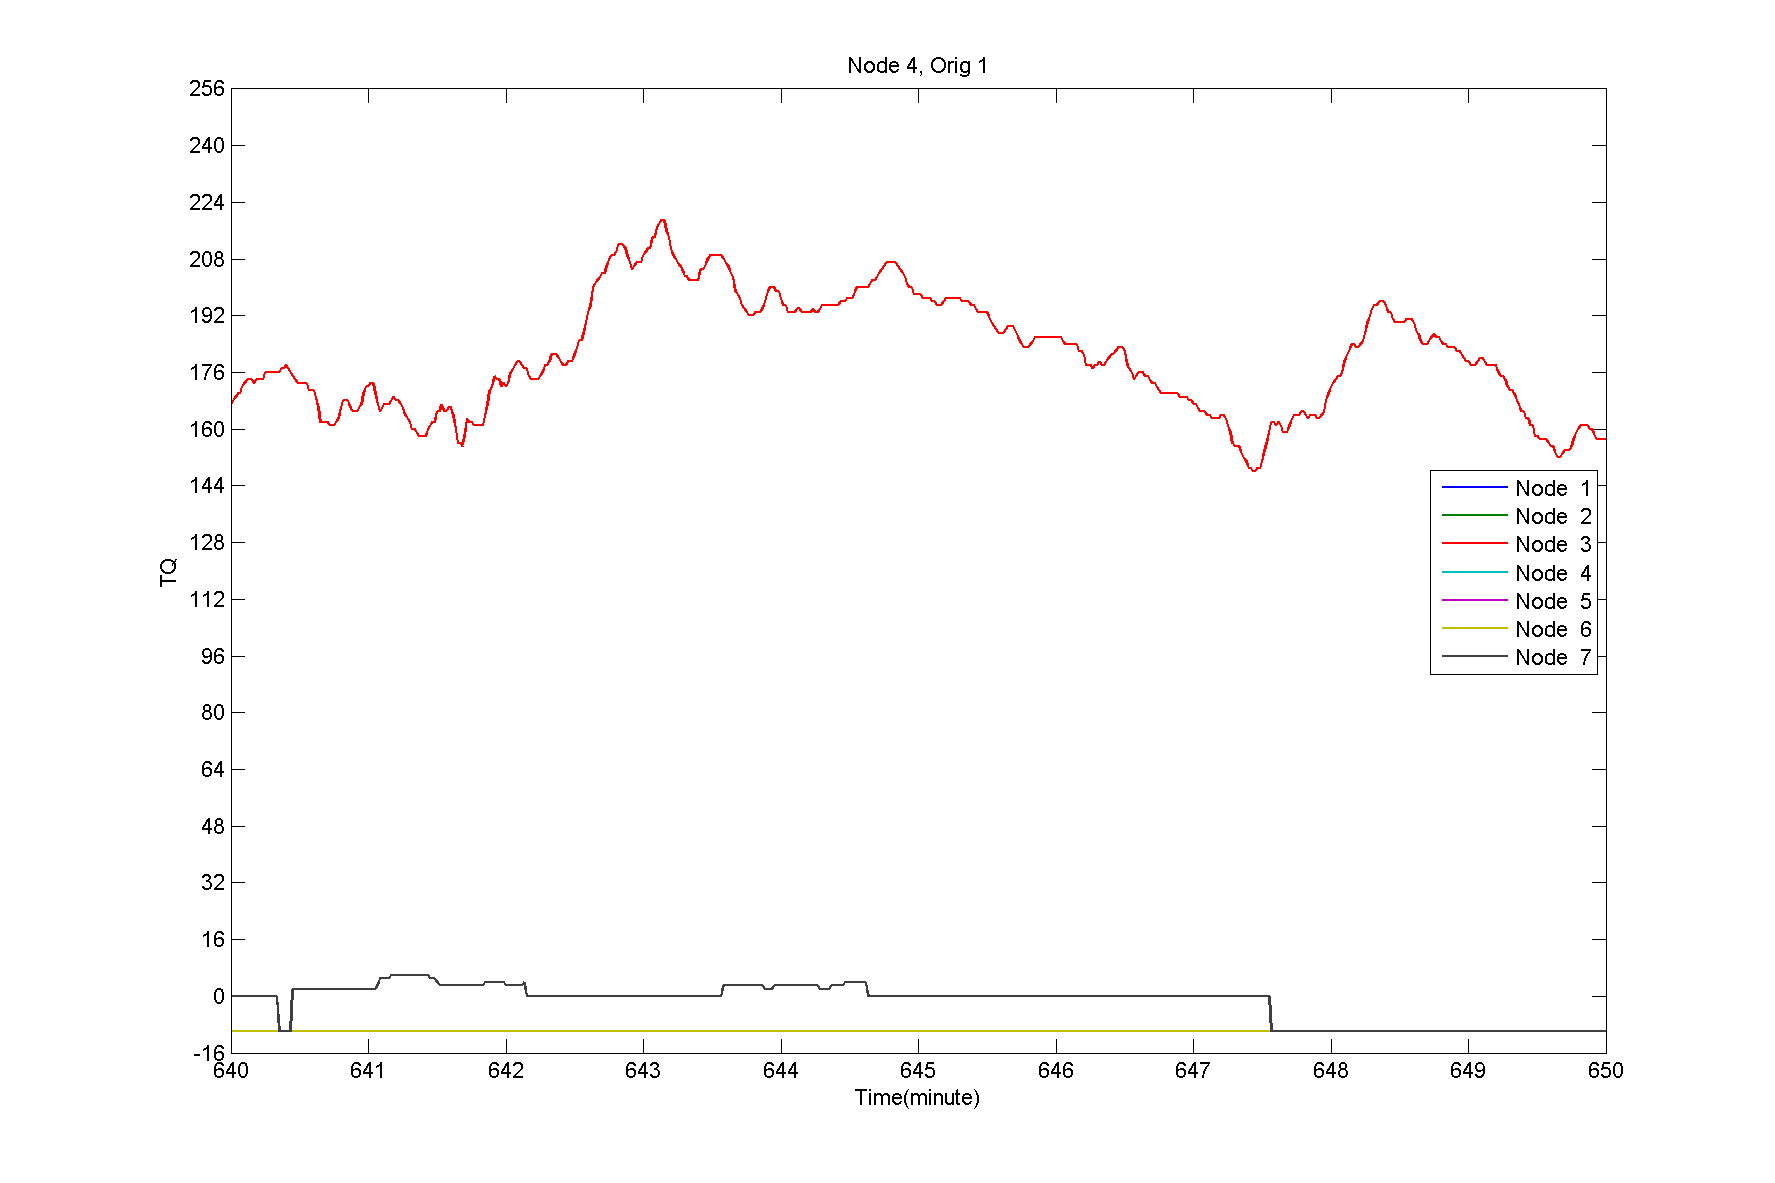 Node 4, Orig 1
256
240
224
208
192
176
160
144
128
112
96
80
64
48
32
16
0
-16
TQ
Node 1
Node 2
Node 3
Node 4
Node 5
Node 6
Node 7
640 641 642 643 644 645 646 647 648 649 650
Time(minute)